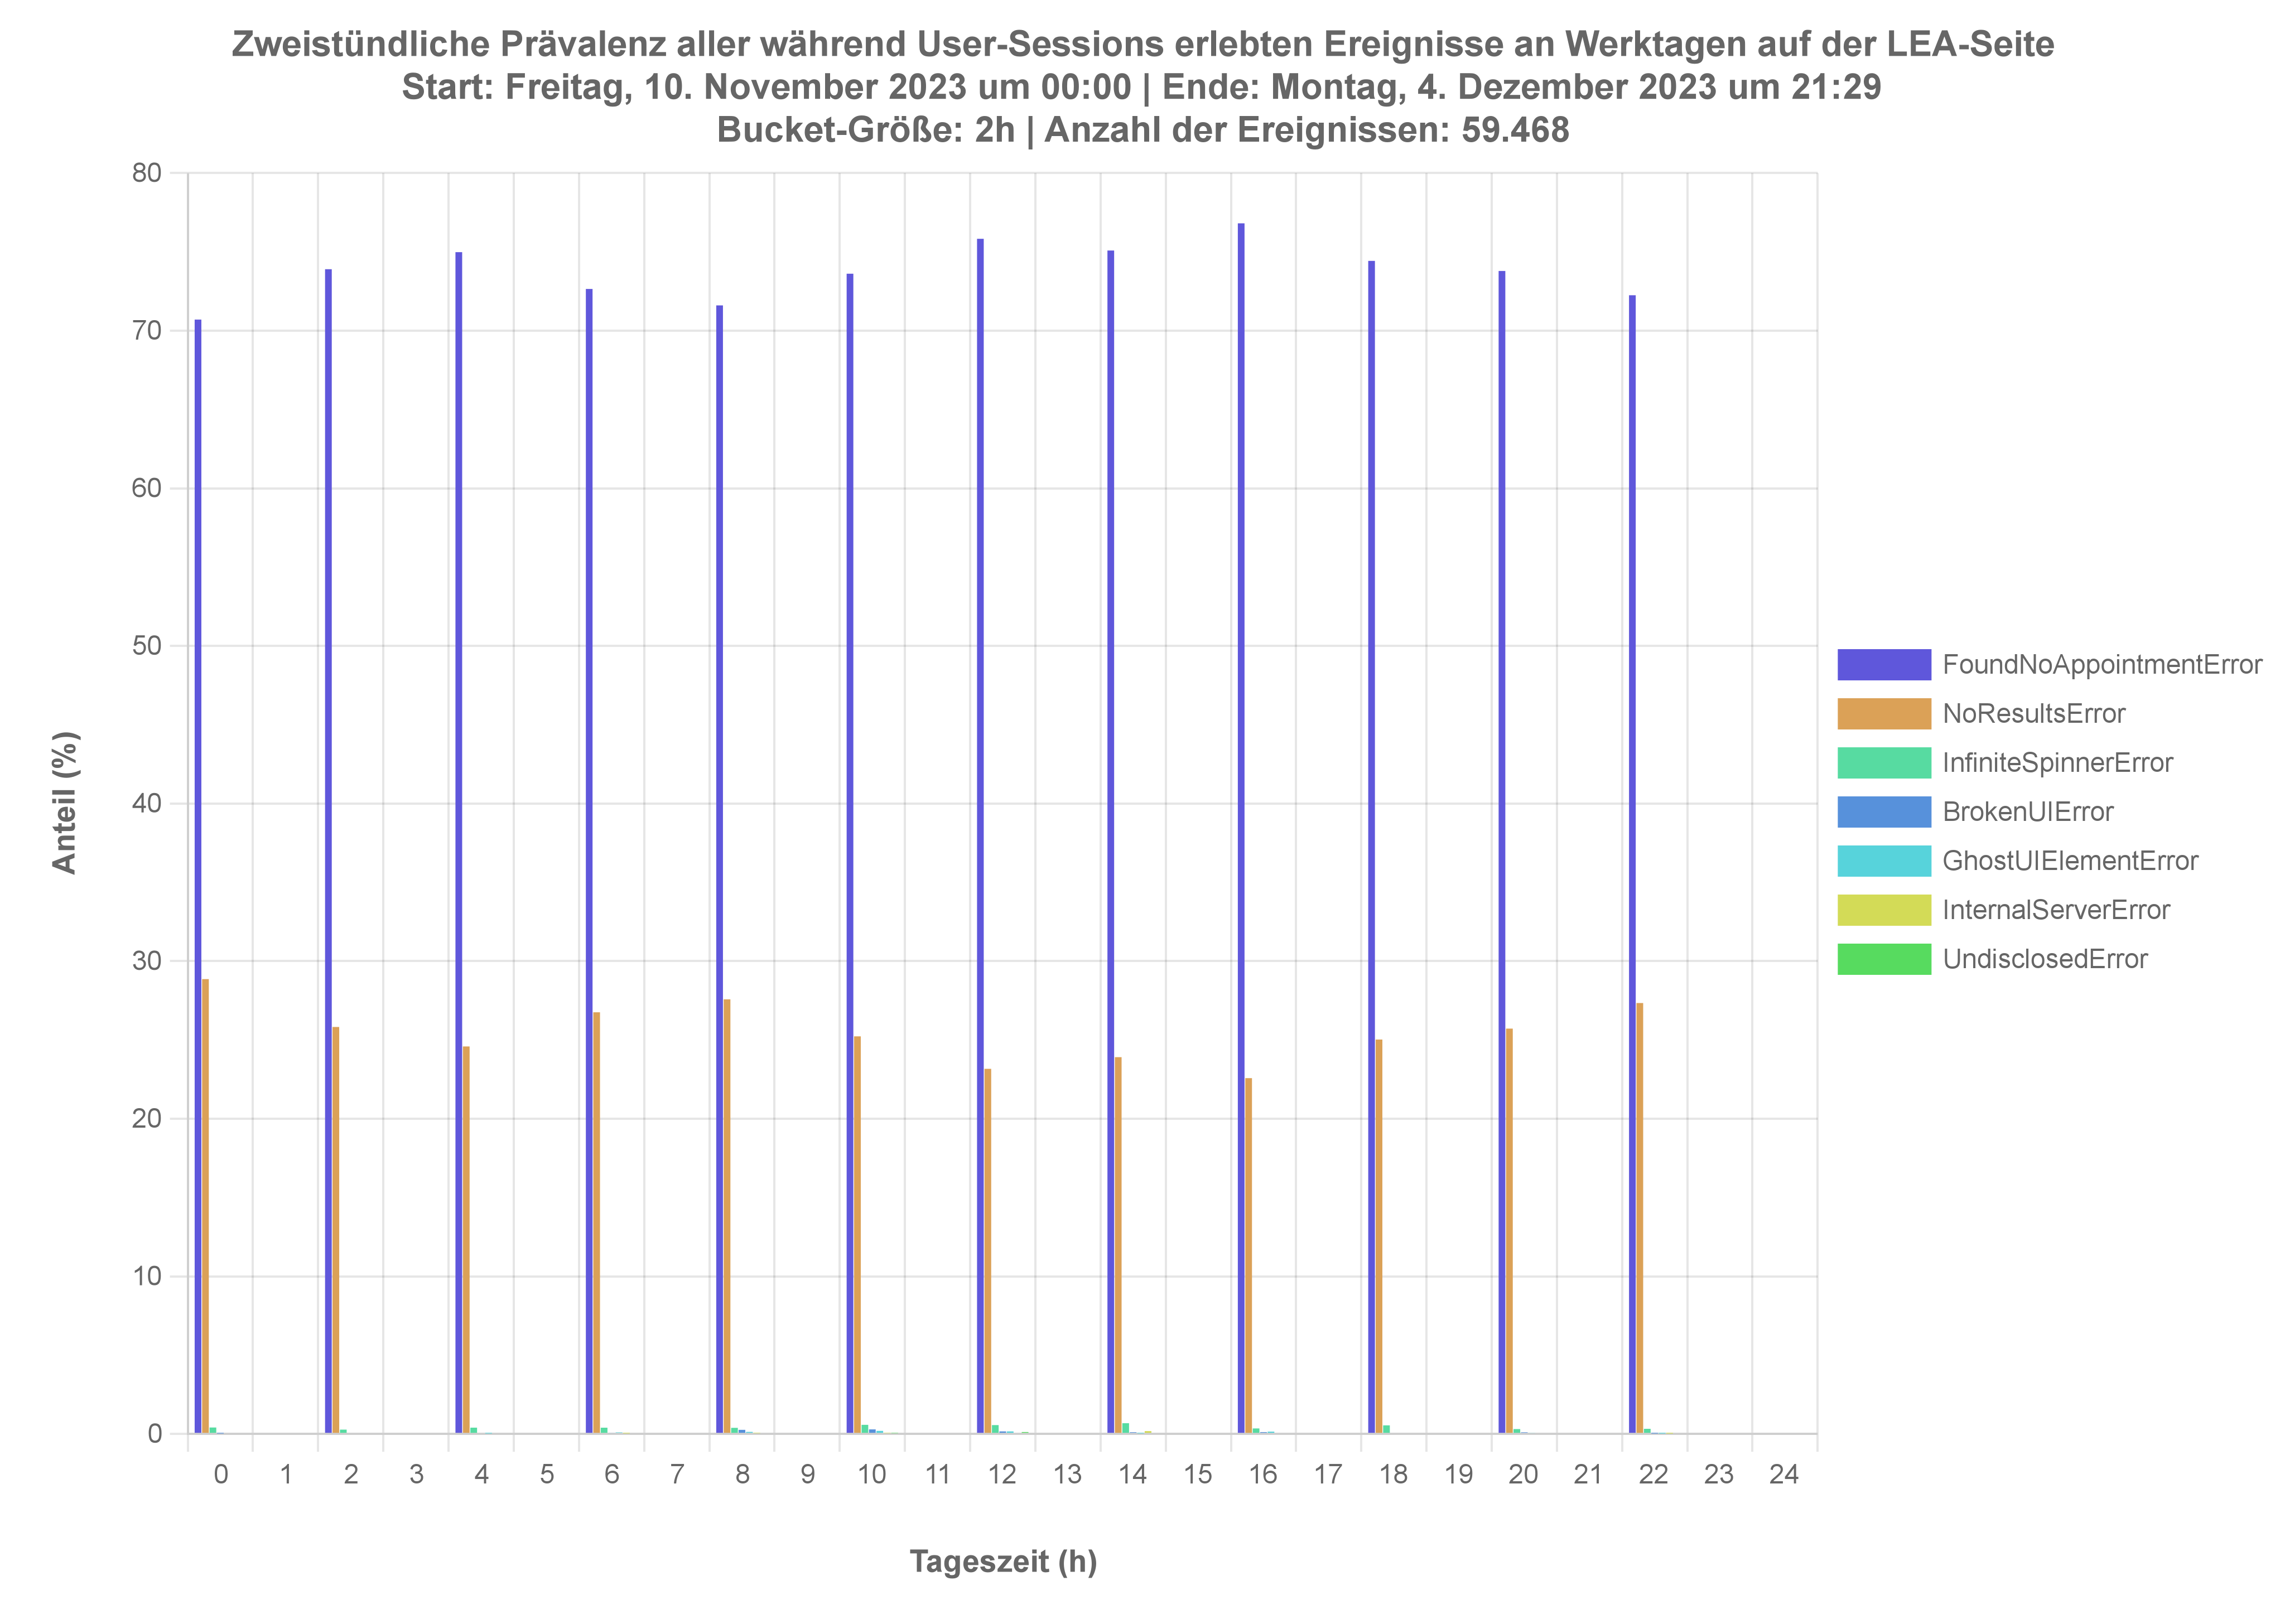 Zweistündliche Prävalenz aller während User-Sessions erlebten Ereignisse an Werktagen auf der LEA-Seite
Start: Freitag, 10. November 2023 um 00:00 | Ende: Montag, 4. Dezember 2023 um 21:29
Bucket-Größe: 2h | Anzahl der Ereignissen: 59.468
80
70
60
50
40
30
20
10
0
Anteil (%)
0 1 2 3 4 5 6 7 8 9 10 11 12 13 14 15 16 17 18 19 20 21 22 23 24
Tageszeit (h)
FoundNoAppointmentError
NoResultsError
InfiniteSpinnerError
BrokenUIError
GhostUIElementError
InternalServerError
UndisclosedError